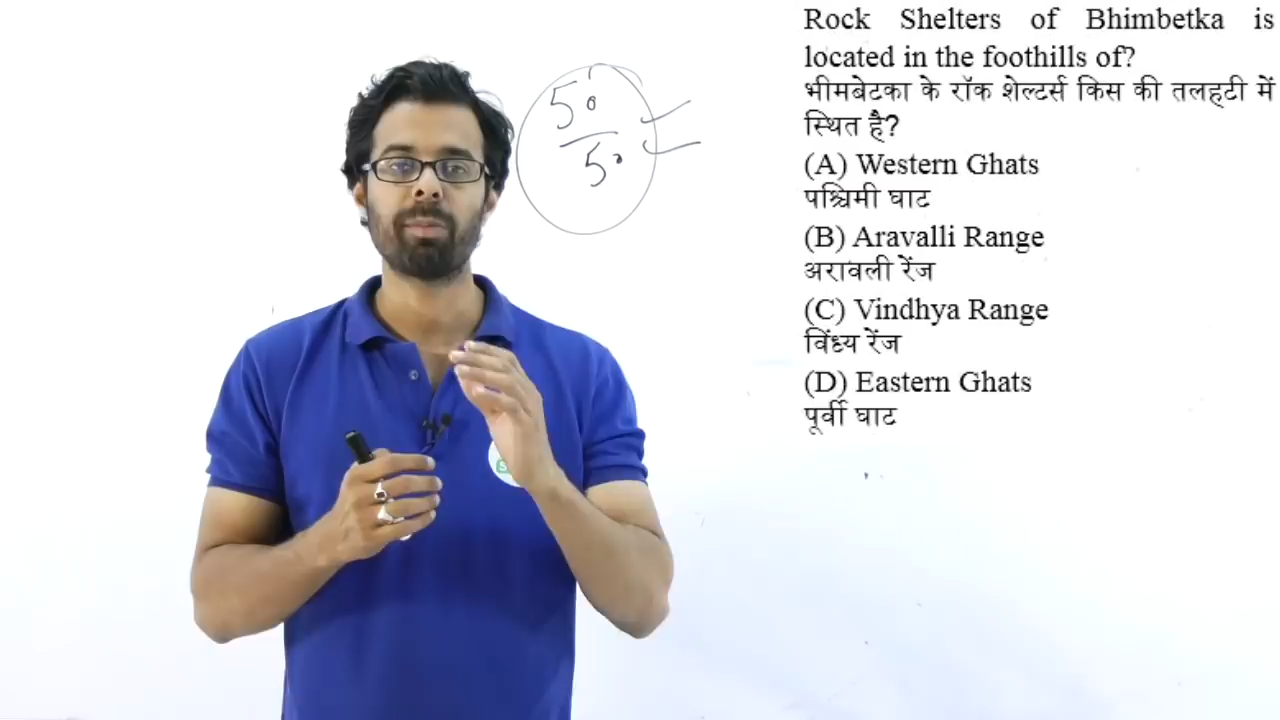 50
50
Rock Shelters of Bhimbetka is
located in the foothills of?
भीमबेटका के रॉक शेल्टर्स किस की तलहटी में
स्थित है?
(A) Western Ghats
पश्चिमी घाट
(B) Aravalli Range
अरावली रेंज
(C) Vindhya Range
विंध्य रेंज
(D) Eastern Ghats
पूर्वी घाट